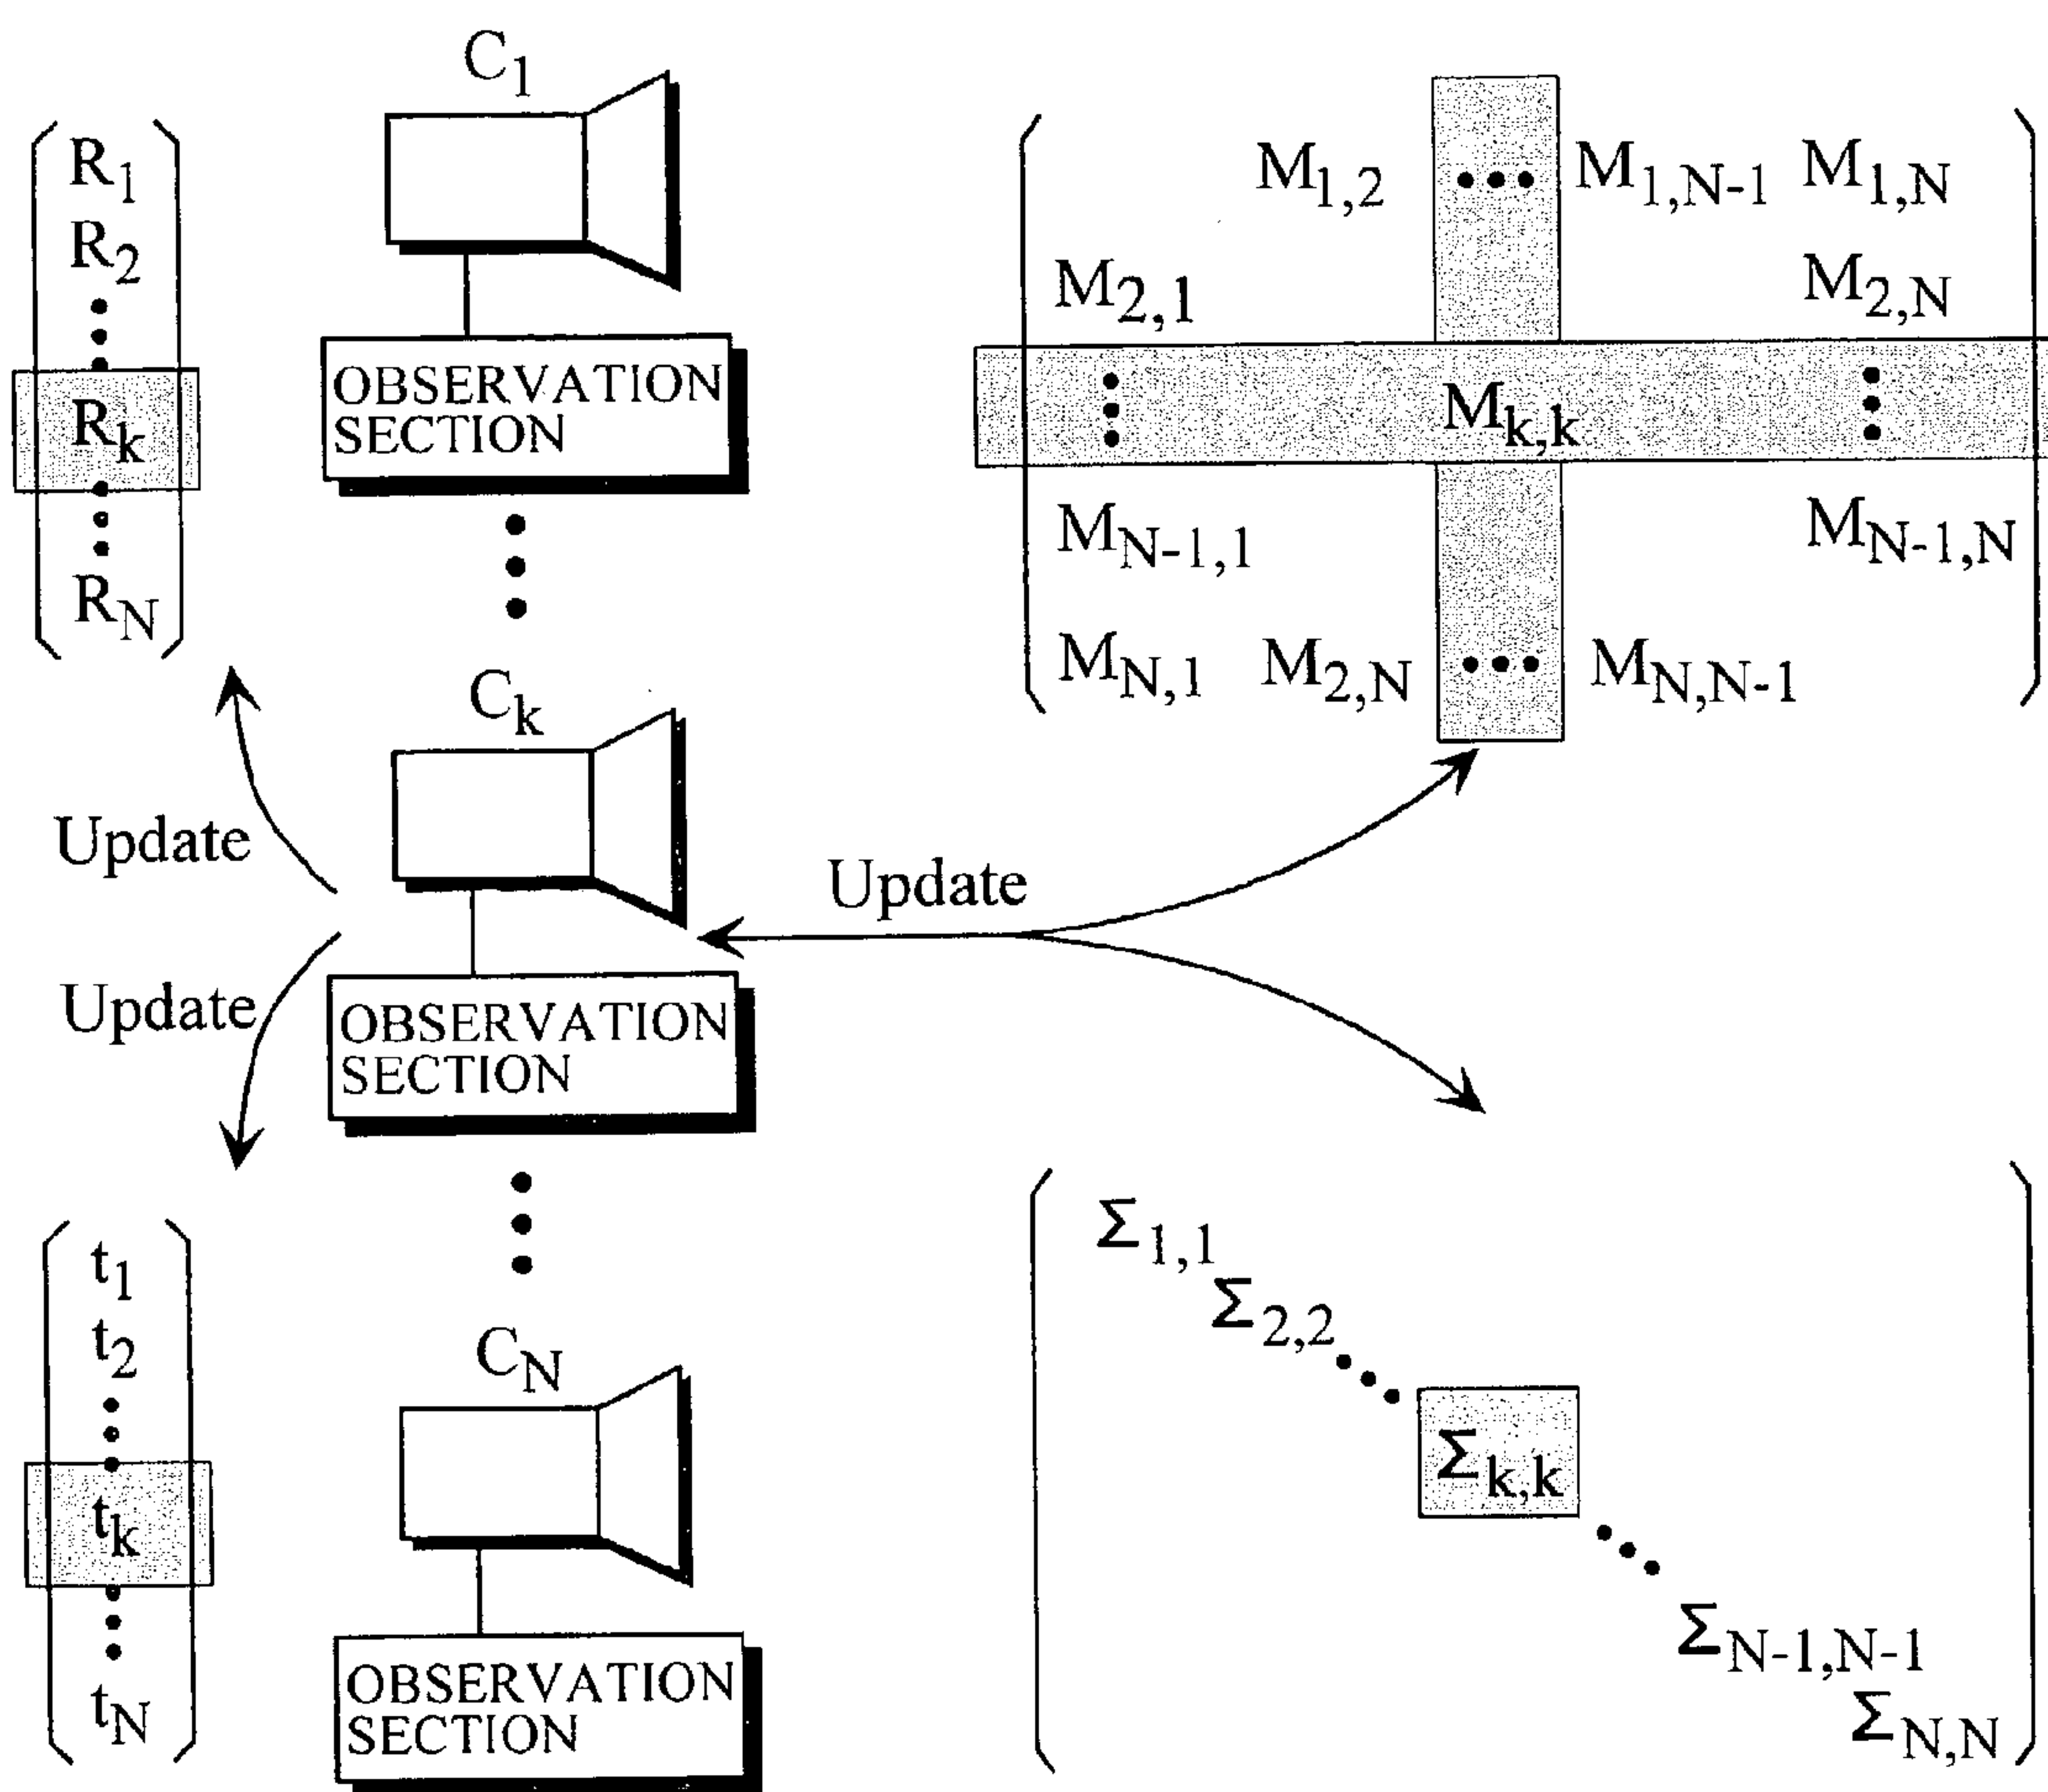 C1
R1
R2
Rk
RN
OBSERVATION
SECTION
M1,2 ••• M1,N-1 M1,N
M2,1 M2,N
Mk,k
MN-1,1 MN-1,N
MN,1 M2,N ••• MN,N-1
Ck
Update
Update
Update
OBSERVATION
SECTION
t1
t2
tk
tN
CN
OBSERVATION
SECTION
Σ1,1
Σ2,2
Σk,k
ΣN-1,N-1
ΣN,N